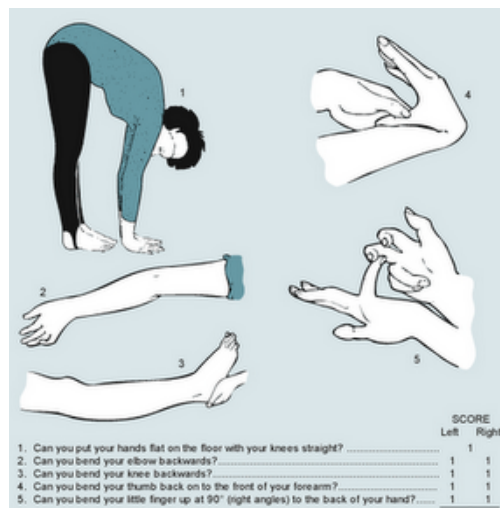 1
4
2
3
5
SCORE
Left Right
1. Can you put your hands flat on the floor with your knees straight? ........................ 1
2. Can you bend your elbow backwards?........................ 1 1
3. Can you bend your knee backwards?........................ 1 1
4. Can you bend your thumb back on to the front of your forearm? ........................ 1 1
5. Can you bend your little finger up at 90° (right angles) to the back of your hand?...... 1 1